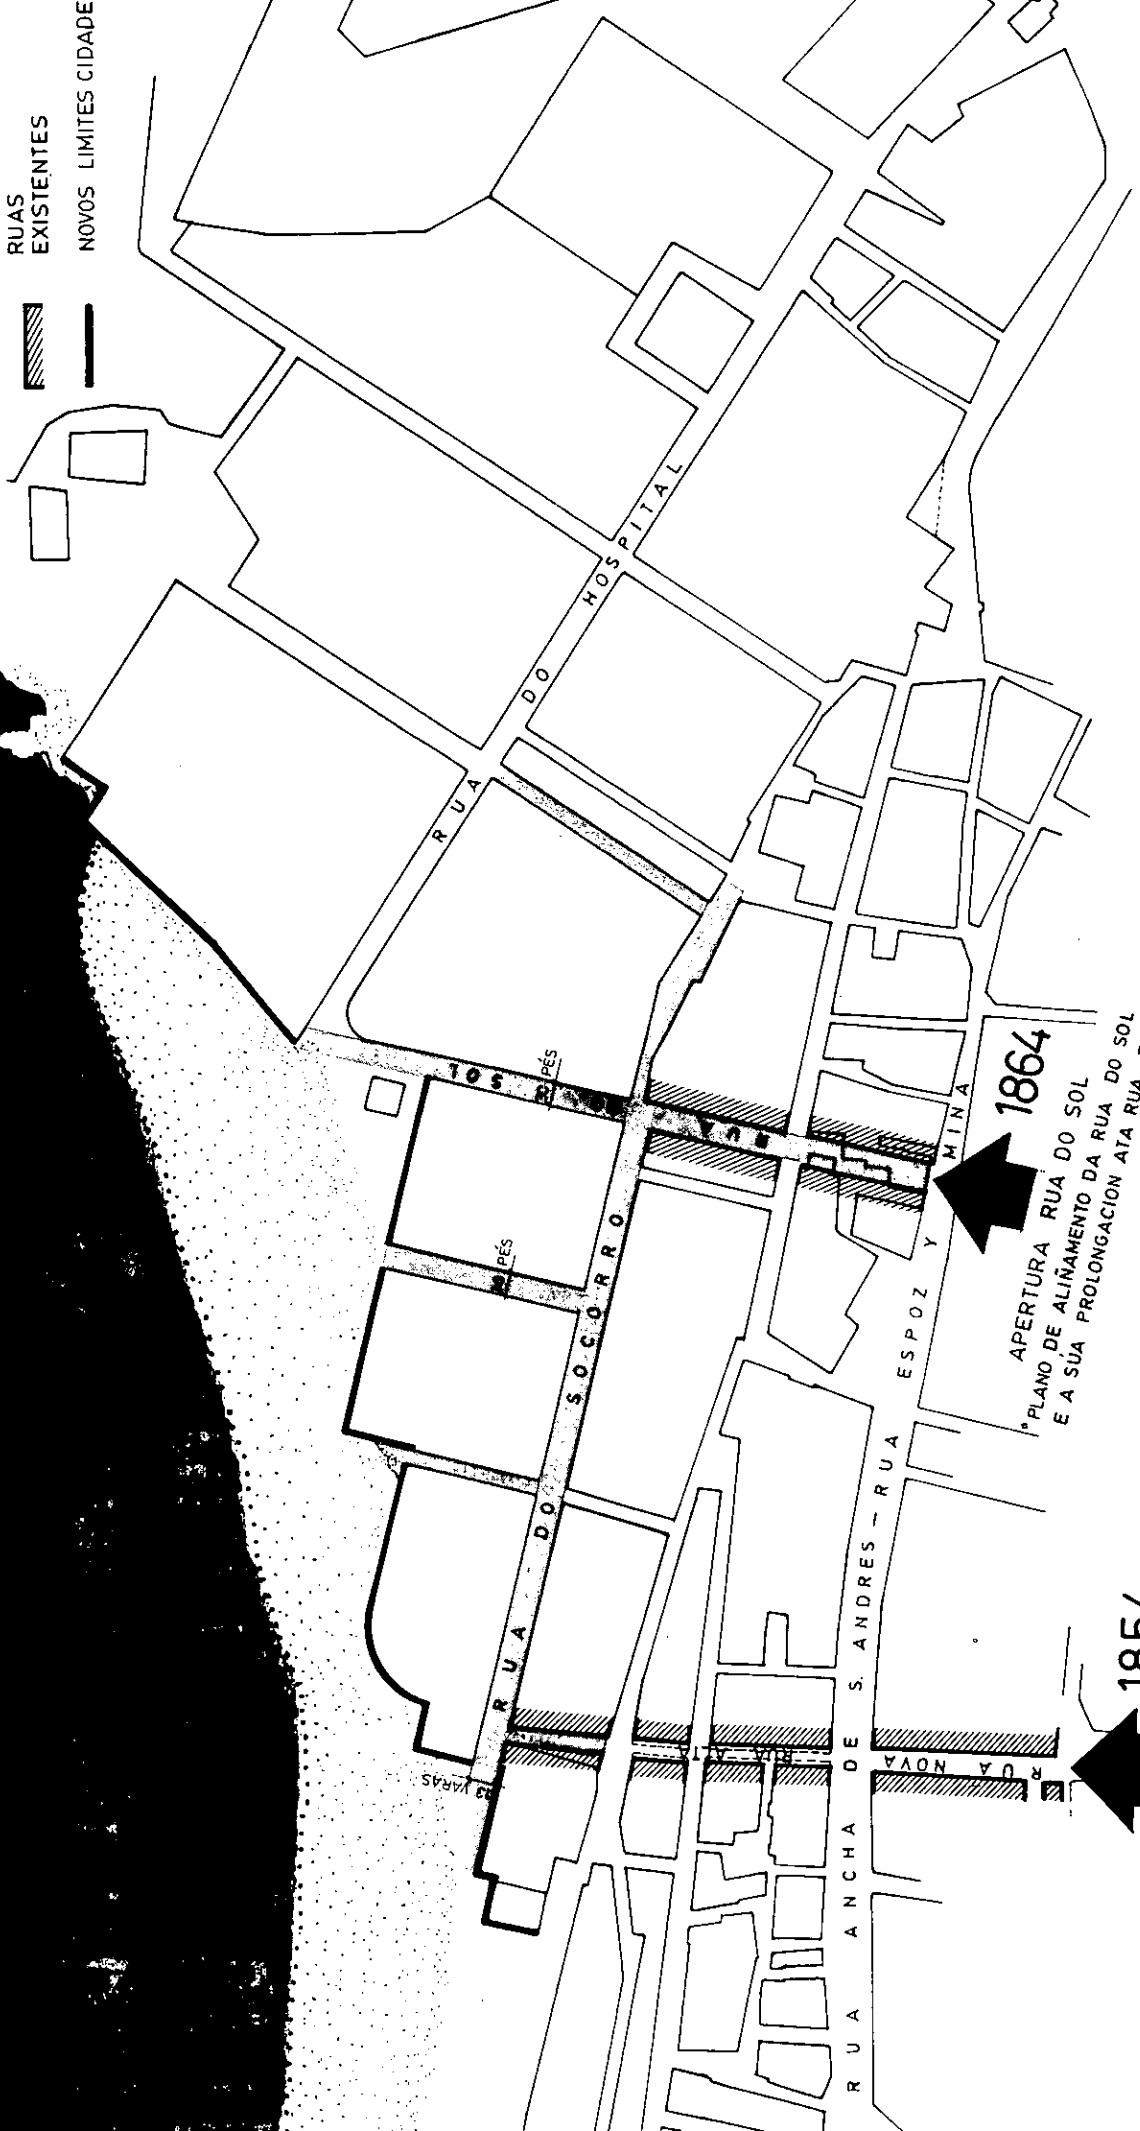 RUAS
EXISTENTES
NOVOS LIMITES CIDADE
RUA DO HOSPITAL
RUA SOL
PÉS
PÉS
RUA DO SOCORRO
VARAS
RUA ALTA
RUA NOVA
RUA ANCHA DE S. ANDRES - RUA ESPOZ Y MINA
1864
APERTURA RUA DO SOL
"PLANO DE ALIÑAMENTO DA RUA DO SOL
E A SÚA PROLONGACION ATA RUA